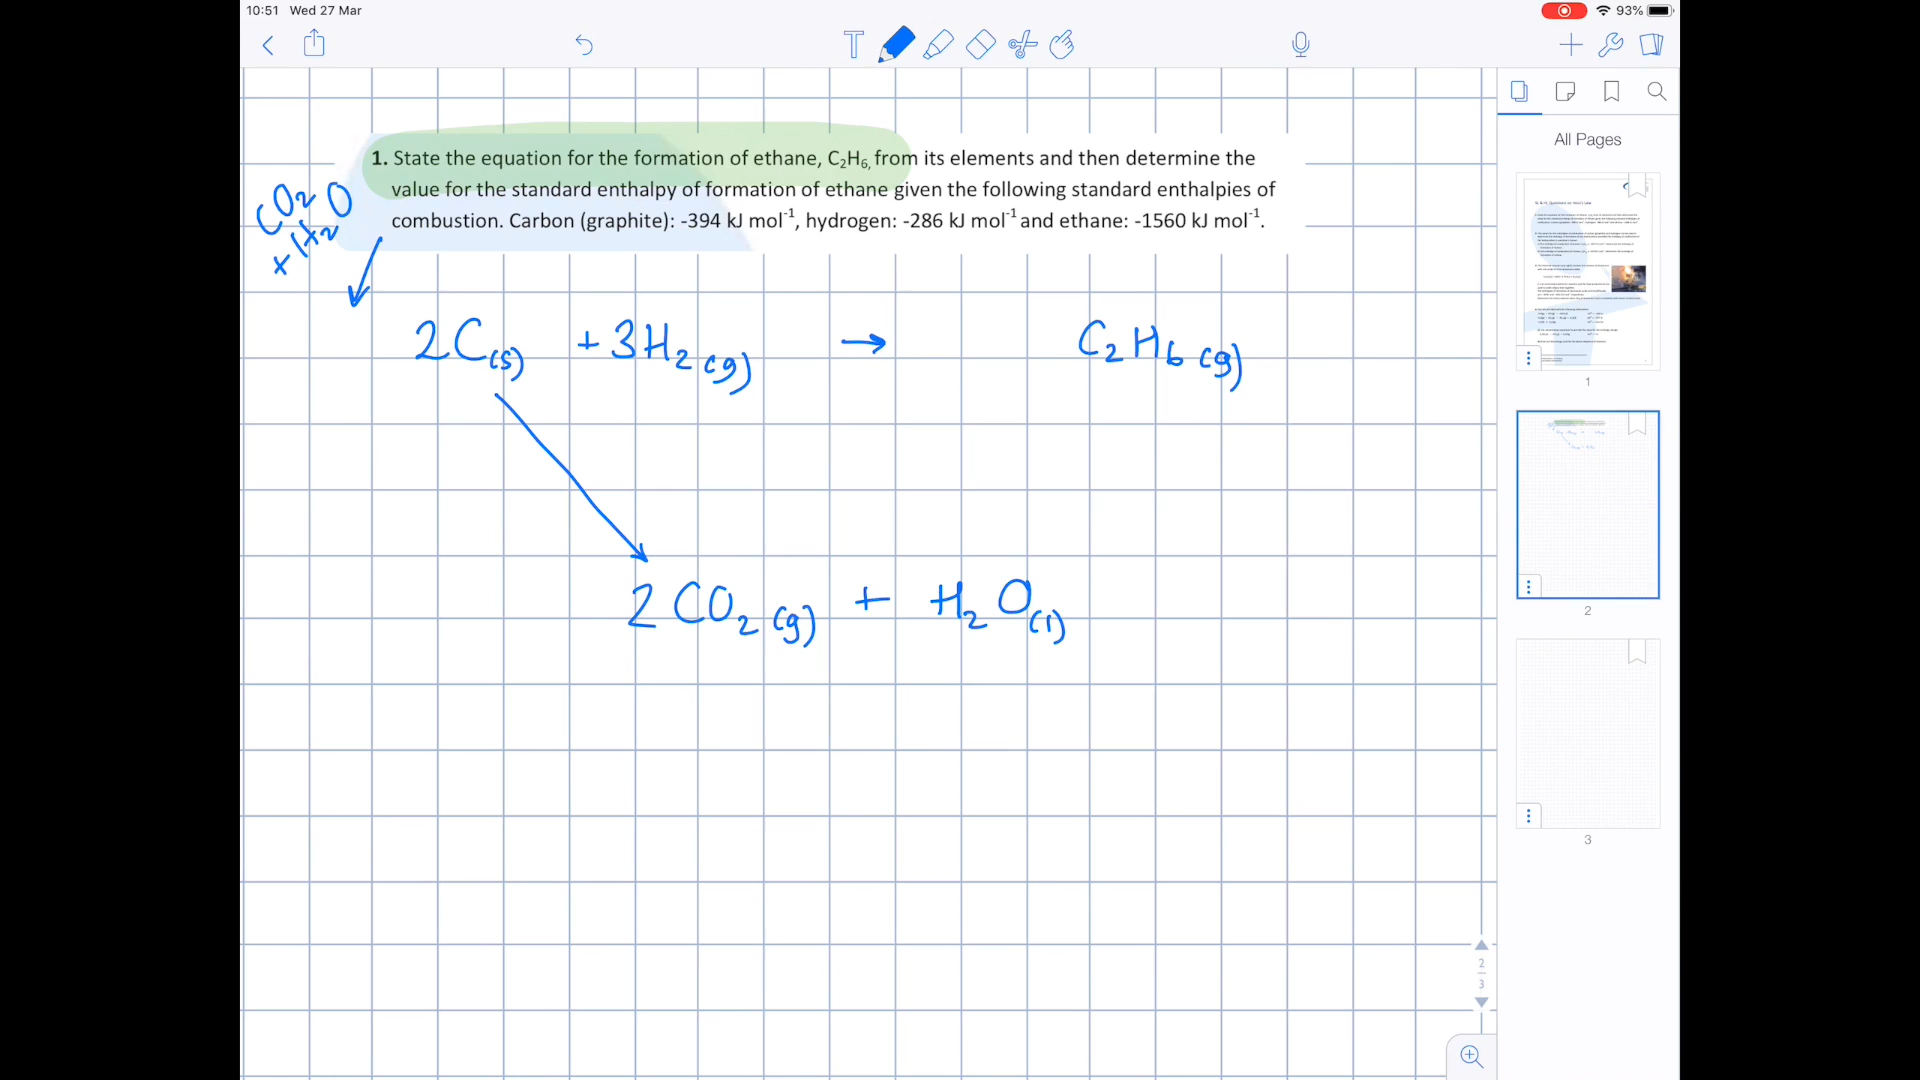 10:51 Wed 27 Mar
93%
T
All Pages
1. State the equation for the formation of ethane, C₂H₆, from its elements and then determine the
value for the standard enthalpy of formation of ethane given the following standard enthalpies of
combustion. Carbon (graphite): -394 kJ mol⁻¹, hydrogen: -286 kJ mol⁻¹ and ethane: -1560 kJ mol⁻¹.
CO₂
+ H₂O
2C(s) + 3H₂(g) → C₂H₆(g)
2CO₂(g) + H₂O(l)
1
2
3
2
3